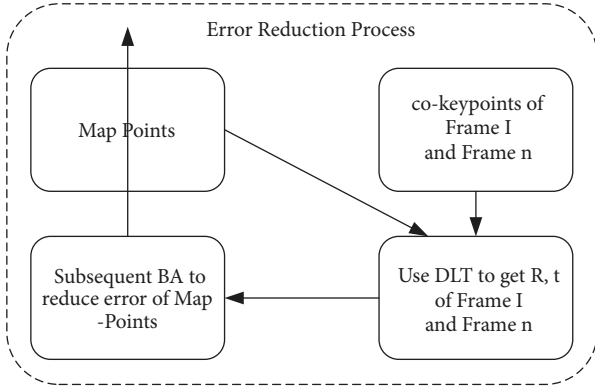 Error Reduction Process
Map Points
co-keypoints of
Frame I
and Frame n
Subsequent BA to
reduce error of Map
-Points
Use DLT to get R, t
of Frame I
and Frame n